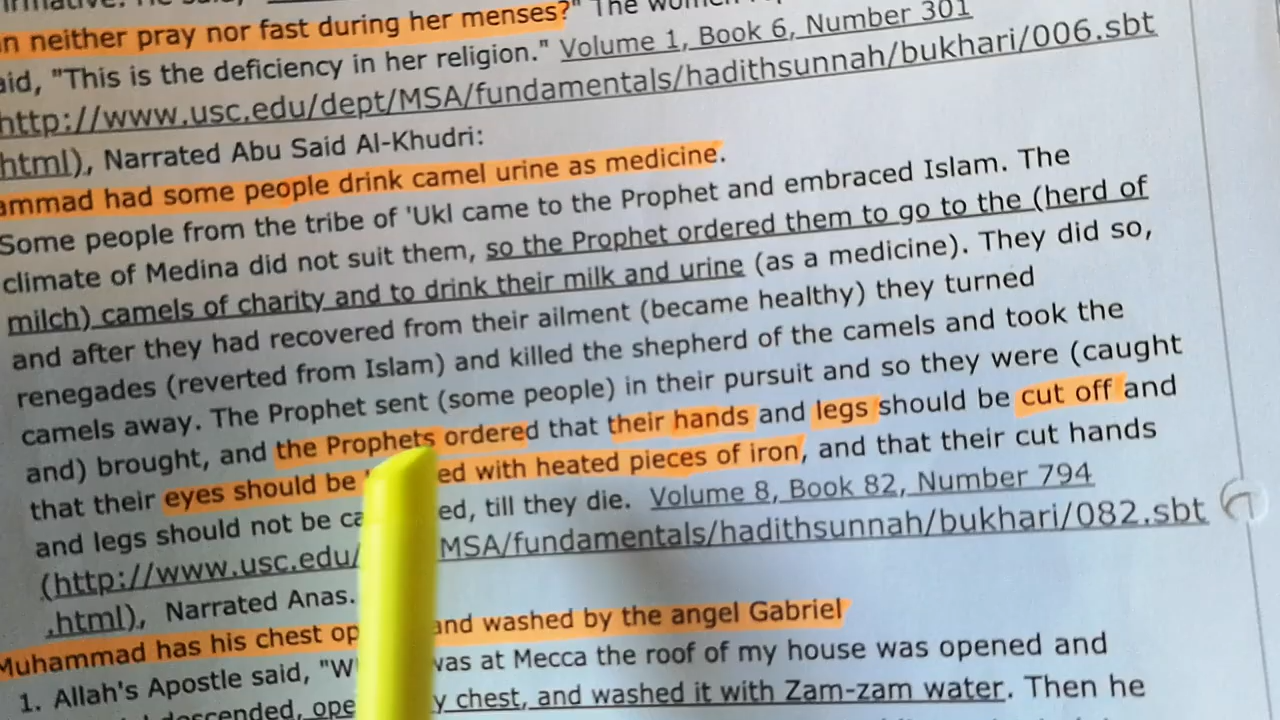 n neither pray nor fast during her menses?" The
aid, "This is the deficiency in her religion." Volume 1, Book 6, Number 301
http://www.usc.edu/dept/MSA/fundamentals/hadithsunnah/bukhari/006.sbt
html), Narrated Abu Said Al-Khudri:
ammad had some people drink camel urine as medicine.
Some people from the tribe of 'Ukl came to the Prophet and embraced Islam. The
climate of Medina did not suit them, so the Prophet ordered them to go to the (herd of
milch) camels of charity and to drink their milk and urine (as a medicine). They did so,
and after they had recovered from their ailment (became healthy) they turned
renegades (reverted from Islam) and killed the shepherd of the camels and took the
camels away. The Prophet sent (some people) in their pursuit and so they were (caught
and) brought, and the Prophets ordered that their hands and legs should be cut off and
that their eyes should be ed with heated pieces of iron, and that their cut hands
and legs should not be ca ed, till they die. Volume 8, Book 82, Number 794
(http://www.usc.edu/ MSA/fundamentals/hadithsunnah/bukhari/082.sbt
.html), Narrated Anas.
Muhammad has his chest op and washed by the angel Gabriel
1. Allah's Apostle said, "W was at Mecca the roof of my house was opened and
descended, ope y chest, and washed it with Zam-zam water. Then he